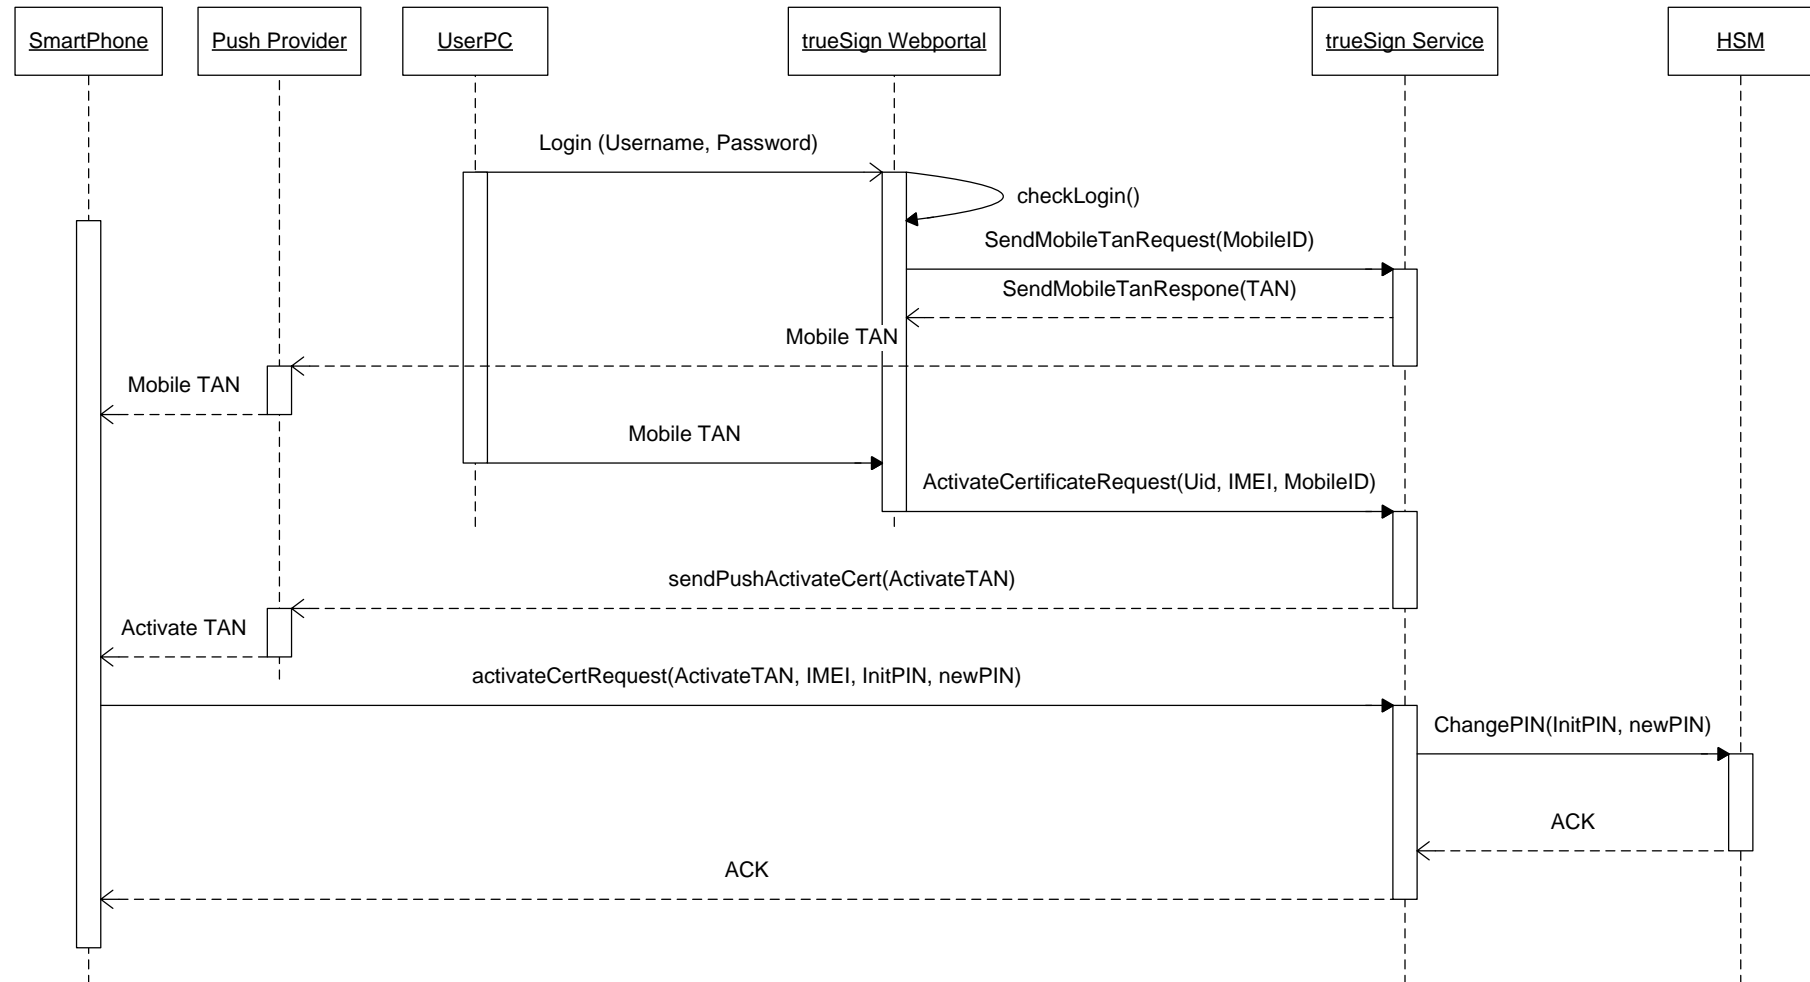 SmartPhone
Push Provider
UserPC
trueSign Webportal
trueSign Service
HSM
Login (Username, Password)
checkLogin()
SendMobileTanRequest(MobileID)
SendMobileTanRespone(TAN)
Mobile TAN
Mobile TAN
Mobile TAN
ActivateCertificateRequest(Uid, IMEI, MobileID)
sendPushActivateCert(ActivateTAN)
Activate TAN
activateCertRequest(ActivateTAN, IMEI, InitPIN, newPIN)
ChangePIN(InitPIN, newPIN)
ACK
ACK